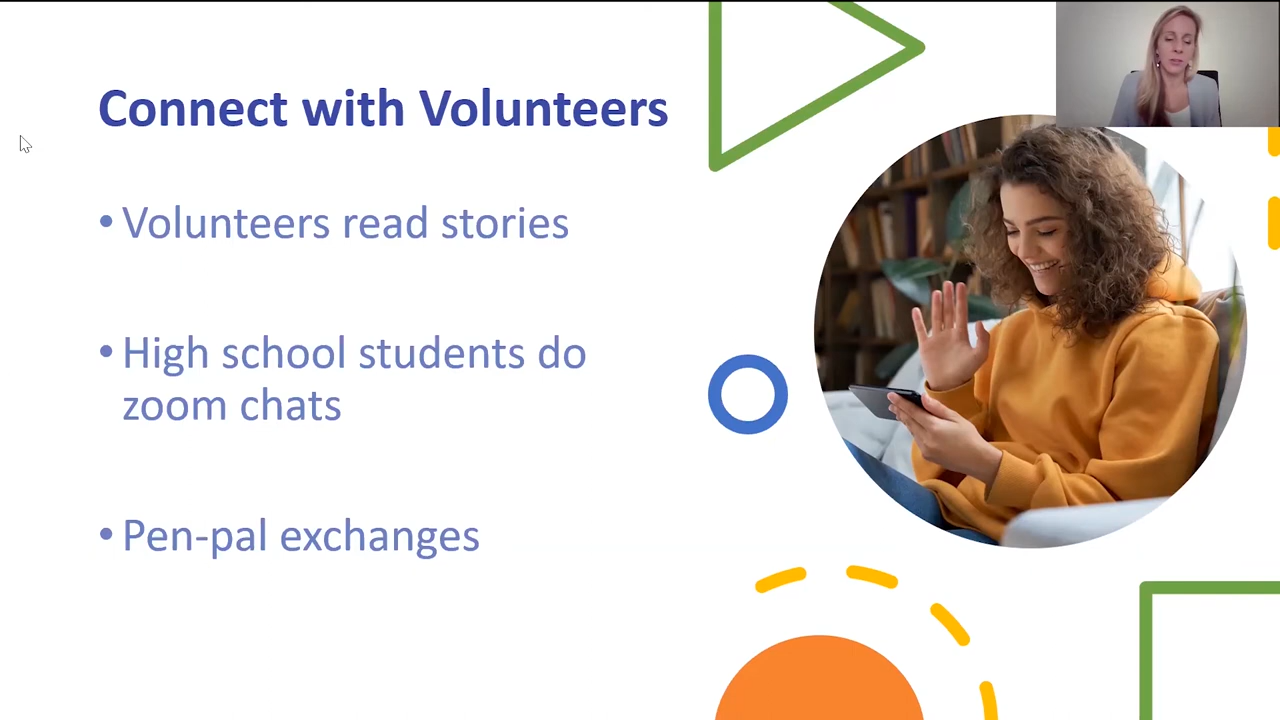 Connect with Volunteers
• Volunteers read stories
• High school students do
zoom chats
• Pen-pal exchanges